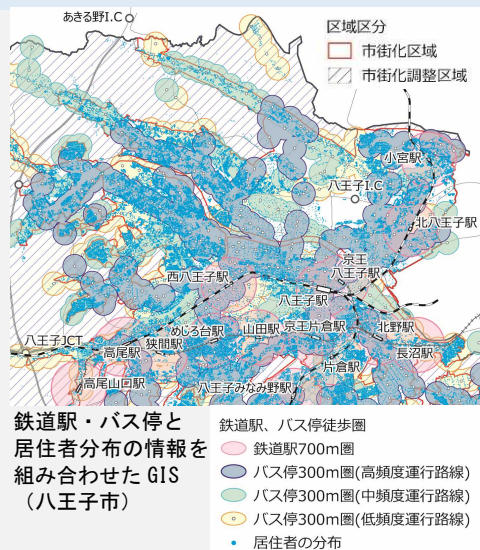 あきる野I.C
区域区分
市街化区域
市街化調整区域
小宮駅
八王子I.C
北八王子駅
京王
八王子駅
西八王子駅
八王子駅
めじろ台駅
山田駅
京王片倉駅
北野駅
八王子JCT
狭間駅
高尾駅
長沼駅
片倉駅
高尾山口駅
八王子みなみ野駅
鉄道駅・バス停と
居住者分布の情報を
組み合わせた GIS
（八王子市）
鉄道駅、バス停徒歩圏
鉄道駅700m圏
バス停300m圏(高頻度運行路線)
バス停300m圏(中頻度運行路線)
バス停300m圏(低頻度運行路線)
居住者の分布